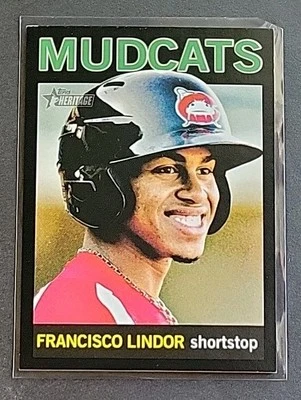 MUDCATS
Topps
HERITAGE
FRANCISCO LINDOR shortstop